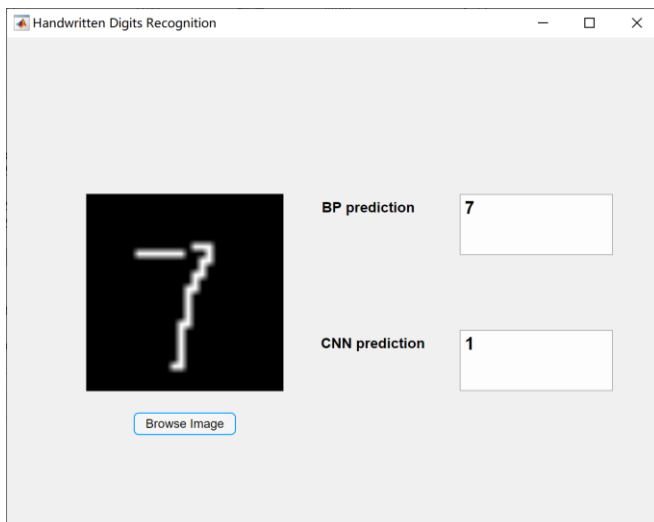 Handwritten Digits Recognition
7
BP prediction
7
CNN prediction
1
Browse Image